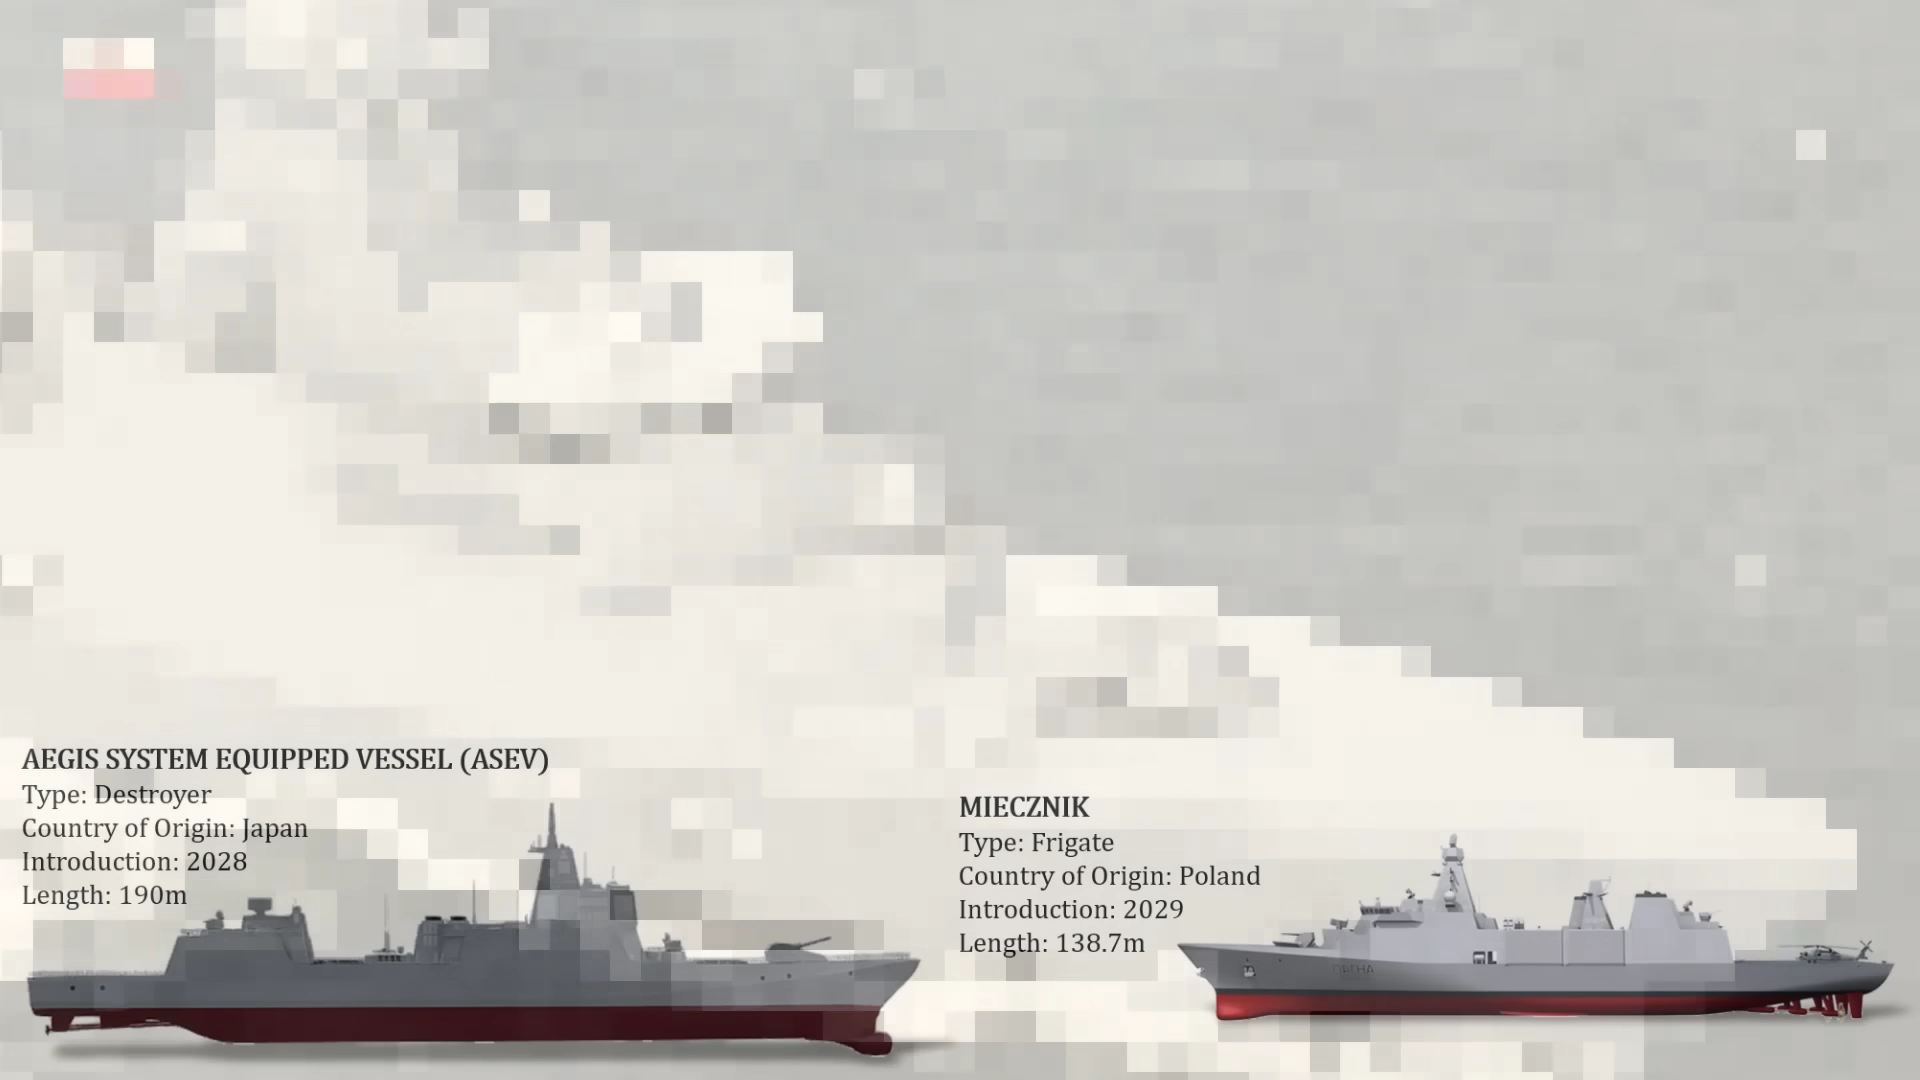 AEGIS SYSTEM EQUIPPED VESSEL (ASEV)
Type: Destroyer
Country of Origin: Japan
Introduction: 2028
Length: 190m
MIECZNIK
Type: Frigate
Country of Origin: Poland
Introduction: 2029
Length: 138.7m